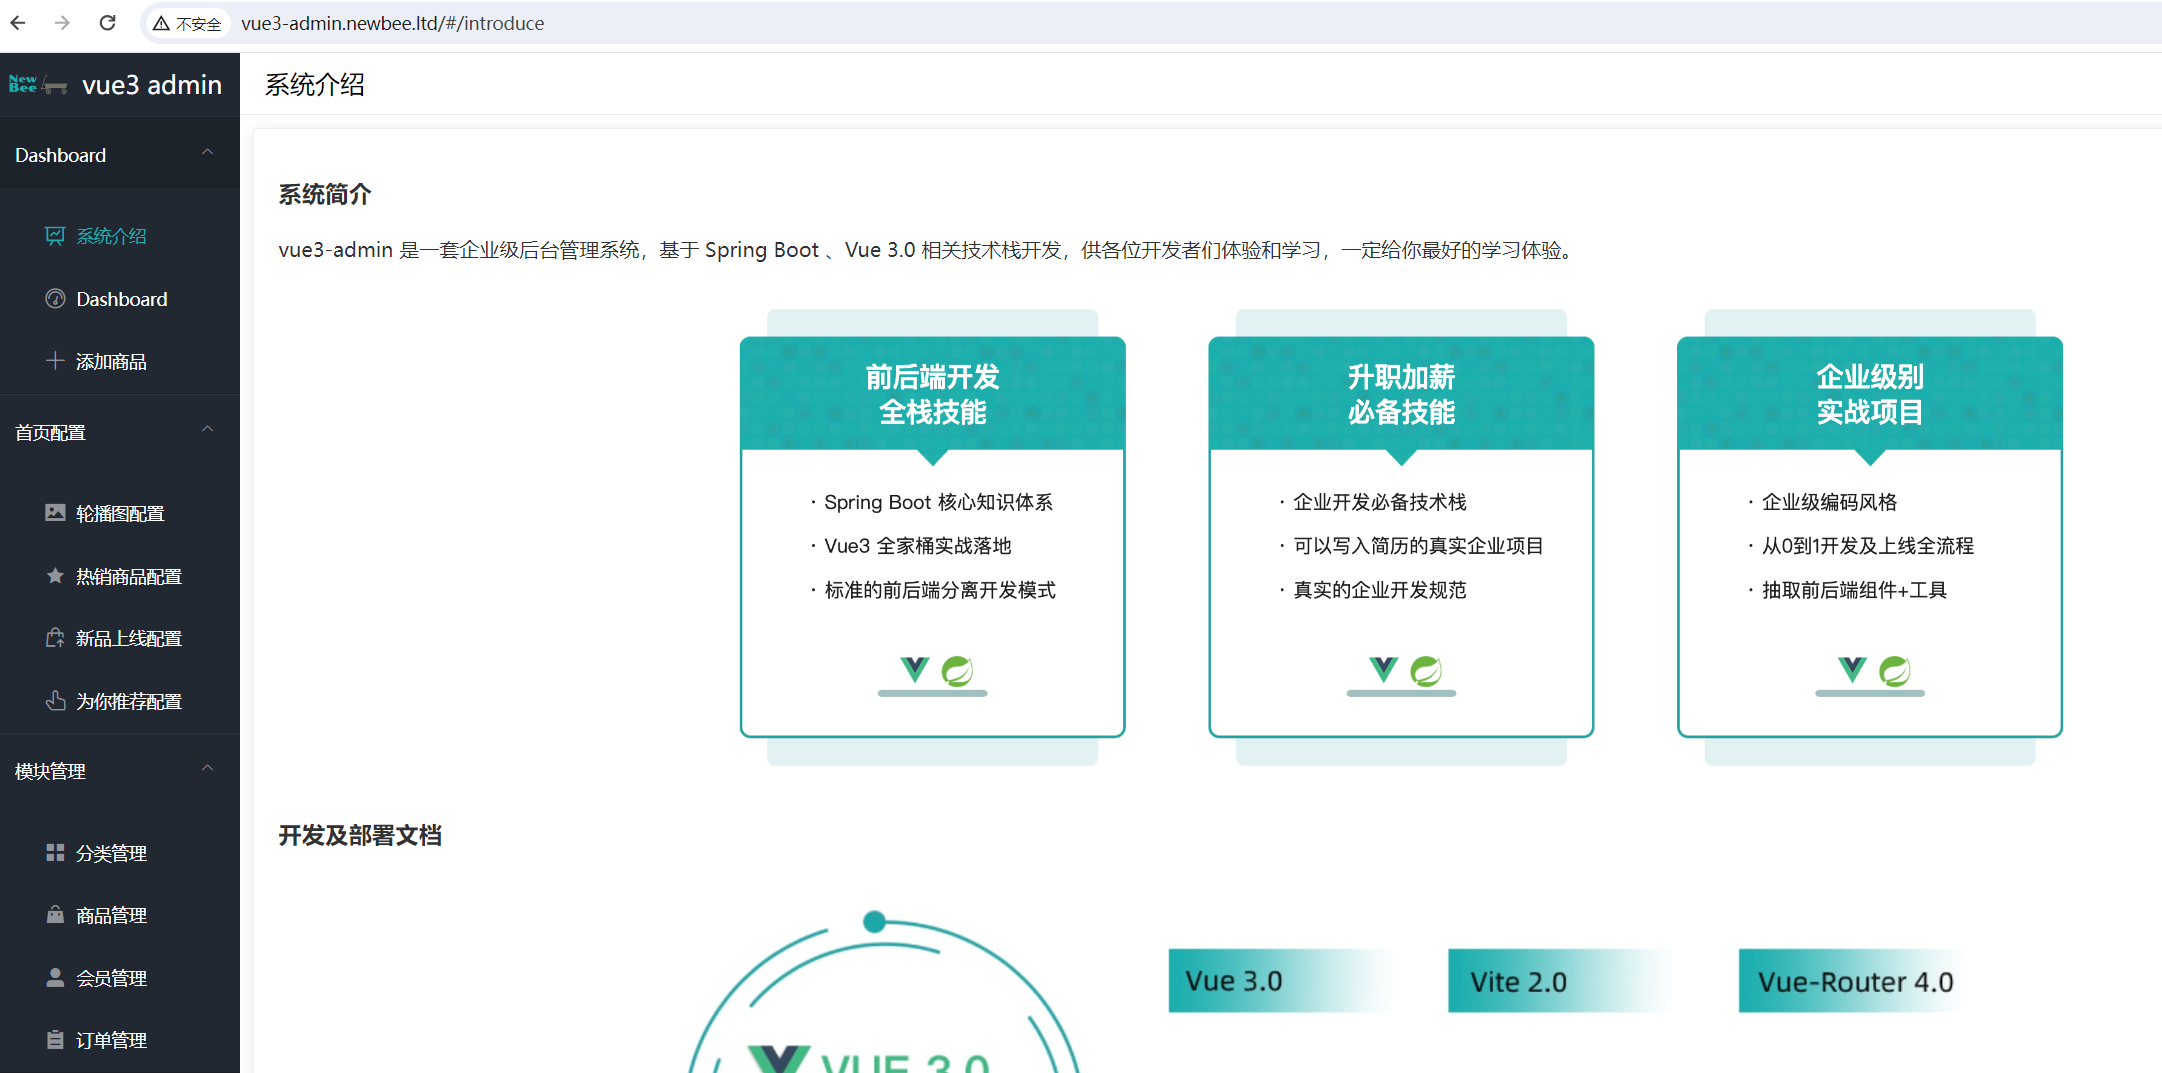 不安全 vue3-admin.newbee.ltd/#/introduce
New
Bee
vue3 admin
系统介绍
Dashboard
系统介绍
Dashboard
添加商品
首页配置
轮播图配置
热销商品配置
新品上线配置
为你推荐配置
模块管理
分类管理
商品管理
会员管理
订单管理
系统简介
vue3-admin 是一套企业级后台管理系统，基于 Spring Boot 、Vue 3.0 相关技术栈开发，供各位开发者们体验和学习，一定给你最好的学习体验。
前后端开发
全栈技能
· Spring Boot 核心知识体系
· Vue3 全家桶实战落地
· 标准的前后端分离开发模式
升职加薪
必备技能
· 企业开发必备技术栈
· 可以写入简历的真实企业项目
· 真实的企业开发规范
企业级别
实战项目
· 企业级编码风格
· 从0到1开发及上线全流程
· 抽取前后端组件+工具
开发及部署文档
VUE 3.0
Vue 3.0
Vite 2.0
Vue-Router 4.0